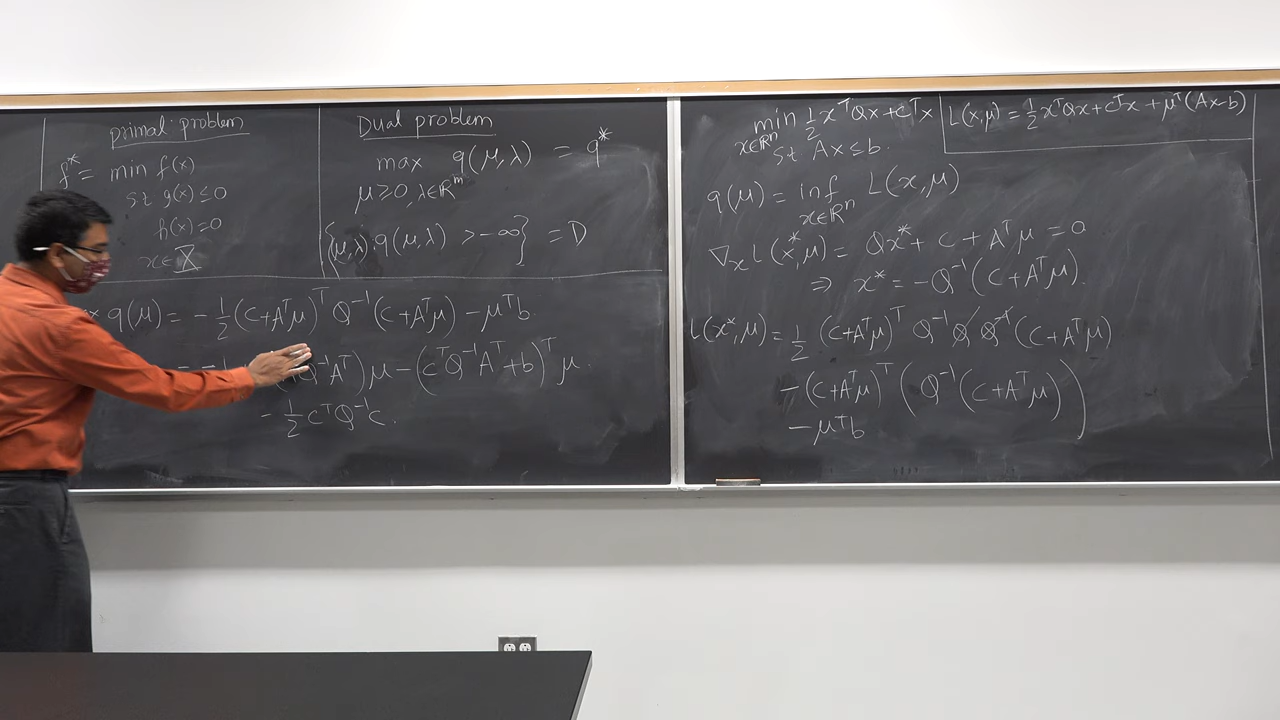 primal problem
f* = min f(x)
st g(x) ≤ 0
h(x) = 0
x ∈ X
Dual problem
max q(μ,λ) = q*
μ≥0, λ∈ℝᵐ
{(μ,λ): q(μ,λ) > -∞} = D
q(μ) = -1/2 (c+Aᵀμ)ᵀ Q⁻¹ (c+Aᵀμ) - μᵀb.
Q⁻¹Aᵀ)μ - (cᵀQ⁻¹Aᵀ+b)ᵀ μ.
- 1/2 cᵀQ⁻¹c.
min 1/2 xᵀQx + cᵀx
x∈ℝⁿ
st Ax ≤ b.
L(x,μ) = 1/2 xᵀQx + cᵀx + μᵀ(Ax-b)
q(μ) = inf L(x,μ)
x∈ℝⁿ
∇ₓL(x*,μ) = Qx* + c + Aᵀμ = 0
⇒ x* = -Q⁻¹(c+Aᵀμ).
L(x*,μ) = 1/2 (c+Aᵀμ)ᵀ Q⁻¹ Q Q⁻¹ (c+Aᵀμ)
- (c+Aᵀμ)ᵀ (Q⁻¹(c+Aᵀμ))
- μᵀb